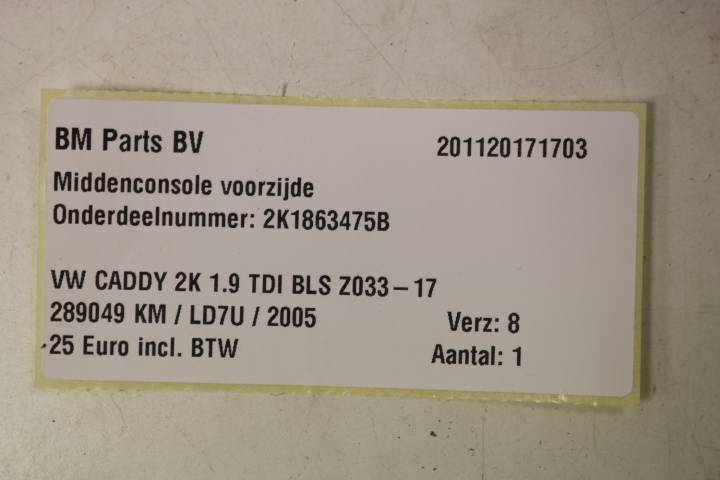 BM Parts BV 201120171703
Middenconsole voorzijde
Onderdeelnummer: 2K1863475B
VW CADDY 2K 1.9 TDI BLS Z033-17
289049 KM / LD7U / 2005 Verz: 8
25 Euro incl. BTW Aantal: 1